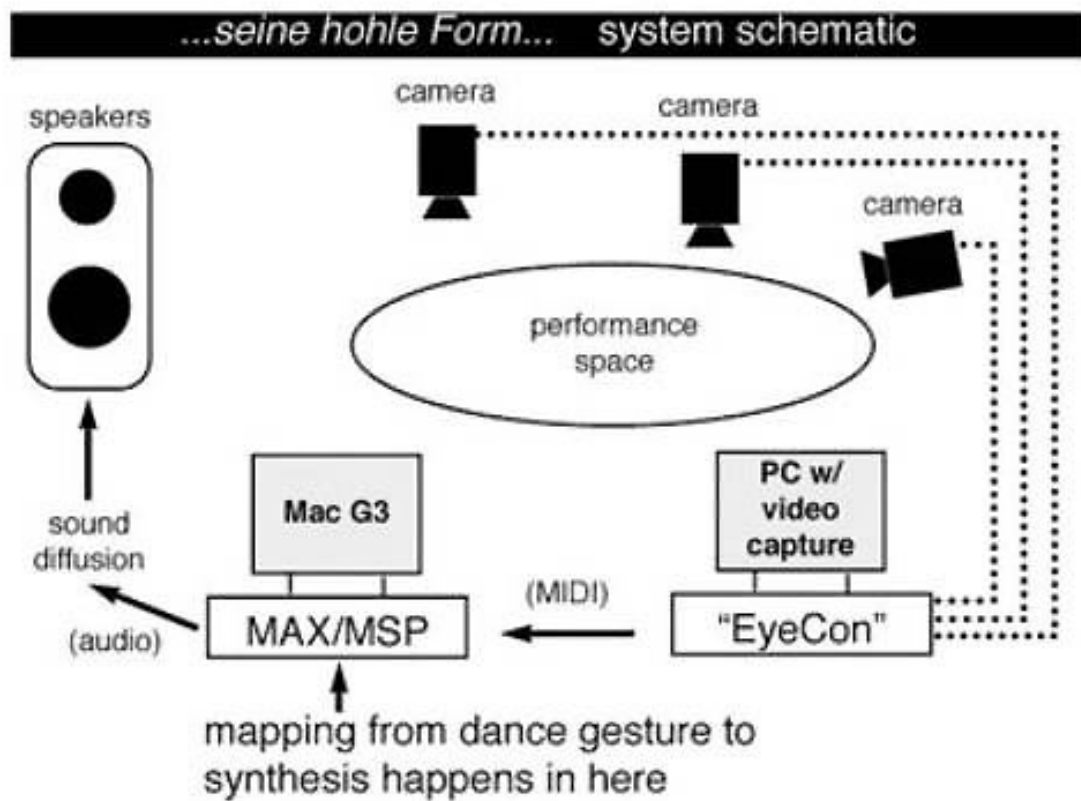 ...seine hohle Form... system schematic
camera
camera
speakers
camera
performance
space
Mac G3
PC w/
video
capture
sound
diffusion
(MIDI)
(audio)
MAX/MSP
“EyeCon”
mapping from dance gesture to
synthesis happens in here